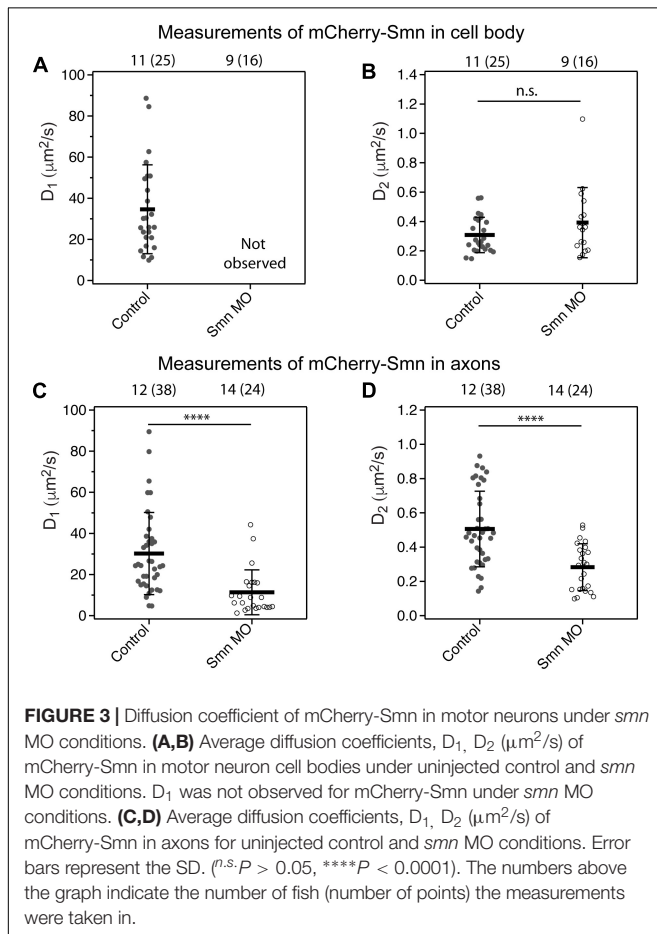 Measurements of mCherry-Smn in cell body
A
11 (25) 9 (16)
100
80
60
40
20
0
D₁ (μm²/s)
Not
observed
Control
Smn MO
B
11 (25) 9 (16)
n.s.
1.4
1.2
1.0
0.8
0.6
0.4
0.2
0.0
D₂ (μm²/s)
Control
Smn MO
Measurements of mCherry-Smn in axons
C
12 (38) 14 (24)
****
100
80
60
40
20
0
D₁ (μm²/s)
Control
Smn MO
D
12 (38) 14 (24)
****
1.2
1.0
0.8
0.6
0.4
0.2
0.0
D₂ (μm²/s)
Control
Smn MO
FIGURE 3 | Diffusion coefficient of mCherry-Smn in motor neurons under smn
MO conditions. (A,B) Average diffusion coefficients, D₁, D₂ (μm²/s) of
mCherry-Smn in motor neuron cell bodies under uninjected control and smn
MO conditions. D₁ was not observed for mCherry-Smn under smn MO
conditions. (C,D) Average diffusion coefficients, D₁, D₂ (μm²/s) of
mCherry-Smn in axons for uninjected control and smn MO conditions. Error
bars represent the SD. (n.s.P > 0.05, ****P < 0.0001). The numbers above
the graph indicate the number of fish (number of points) the measurements
were taken in.